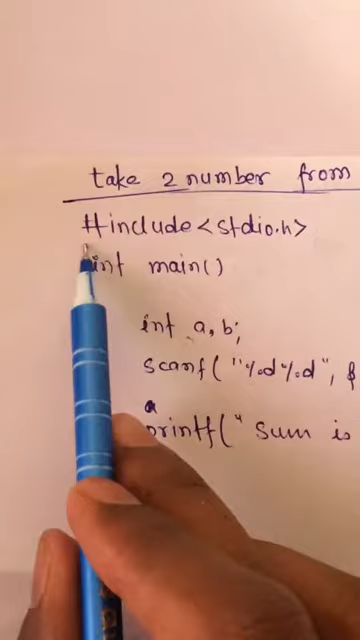 take 2 number from
#include<stdio.h>
int main()
int a, b;
scanf("%d%d", &
a
printf(" Sum is